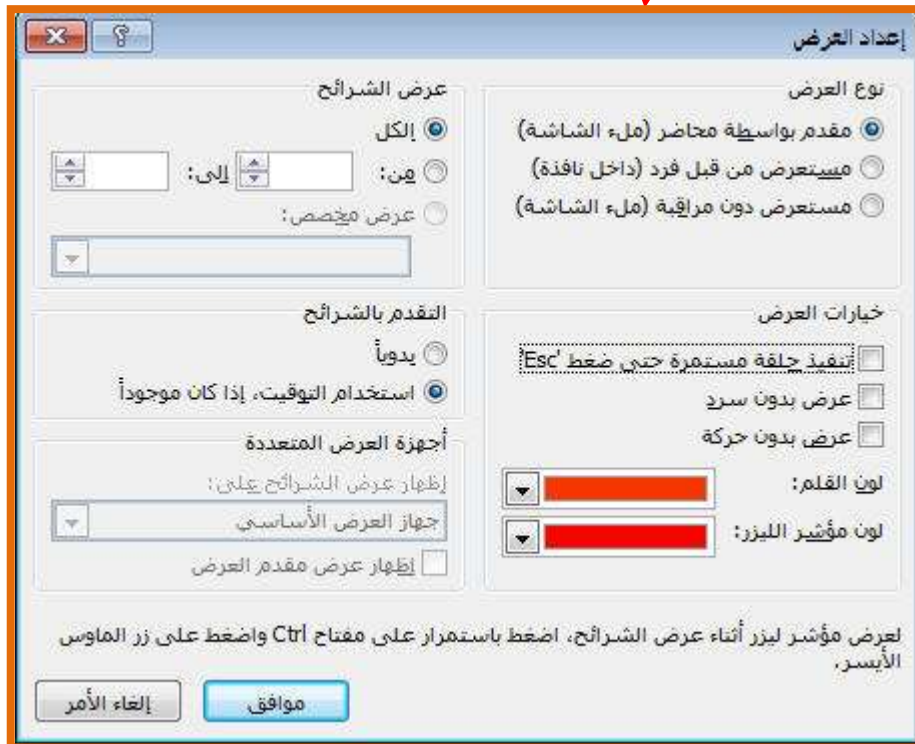 إعداد العرض
نوع العرض
مقدم بواسطة محاضر (ملء الشاشة)
مستعرض من قبل فرد (داخل نافذة)
مستعرض دون مراقبة (ملء الشاشة)
عرض الشرائح
الكل
من: إلى:
عرض مخصص:
خيارات العرض
تنفيذ حلقة مستمرة حتى ضغط 'Esc'
عرض بدون سرد
عرض بدون حركة
لون القلم:
لون مؤشر الليزر:
التقدم بالشرائح
يدوياً
استخدام التوقيت، إذا كان موجوداً
أجهزة العرض المتعددة
إظهار عرض الشرائح على:
جهاز العرض الأساسي
إظهار عرض مقدم العرض
لعرض مؤشر ليزر أثناء عرض الشرائح، اضغط باستمرار على مفتاح Ctrl واضغط على زر الماوس
الأيسر.
موافق
إلغاء الأمر